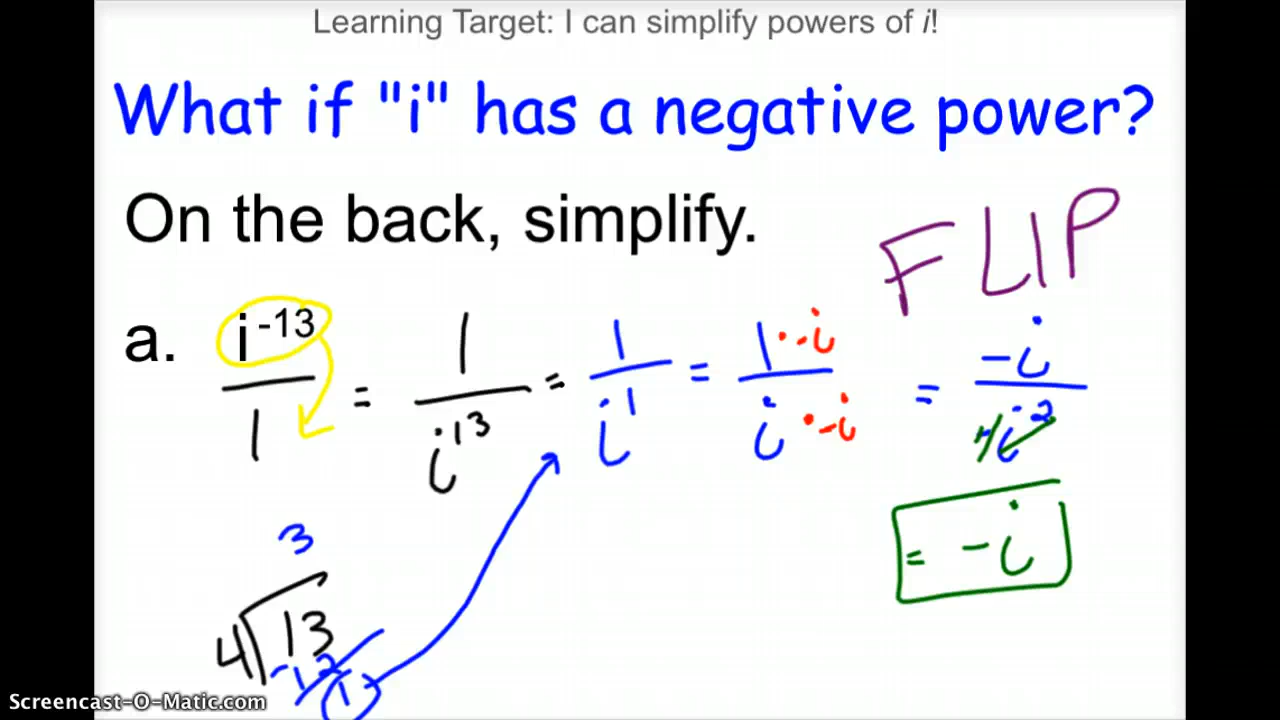 Learning Target: I can simplify powers of i!
What if "i" has a negative power?
On the back, simplify.
FLIP
a. i^-13/1 = 1/i^13 = 1/i^1 = 1·-i/i·-i = -i/-i^2
= -i
3
4)13
-12
1
Screencast-O-Matic.com